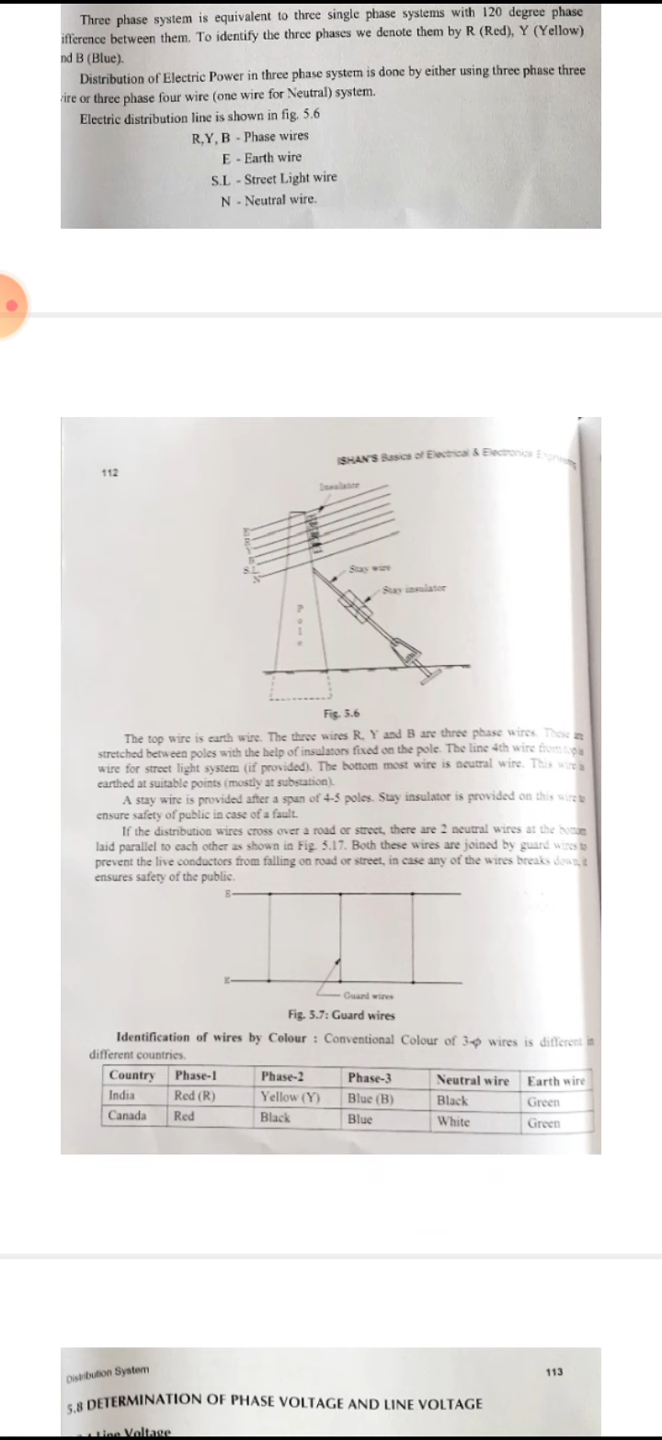 Three phase system is equivalent to three single phase systems with 120 degree phase
ifference between them. To identify the three phases we denote them by R (Red), Y (Yellow)
nd B (Blue).
Distribution of Electric Power in three phase system is done by either using three phase three
ire or three phase four wire (one wire for Neutral) system.
Electric distribution line is shown in fig. 5.6
R,Y, B - Phase wires
E - Earth wire
S.L - Street Light wire
N - Neutral wire.
112
ISHAN'S Basics of Electrical & Electronics
Insulator
E
R
Y
B
S.L
N
Stay wire
Stay insulator
P
o
l
e
Fig. 5.6
The top wire is earth wire. The three wires R, Y and B are three phase wires. These are
stretched between poles with the help of insulators fixed on the pole. The line 4th wire from top is
wire for street light system (if provided). The bottom most wire is neutral wire. This wire is
earthed at suitable points (mostly at substation).
A stay wire is provided after a span of 4-5 poles. Stay insulator is provided on this wire to
ensure safety of public in case of a fault.
If the distribution wires cross over a road or street, there are 2 neutral wires at the bottom
laid parallel to each other as shown in Fig. 5.17. Both these wires are joined by guard wires to
prevent the live conductors from falling on road or street, in case any of the wires breaks down, it
ensures safety of the public.
E
E
Guard wires
Fig. 5.7: Guard wires
Identification of wires by Colour : Conventional Colour of 3-φ wires is different in
different countries.
Country Phase-1 Phase-2 Phase-3 Neutral wire Earth wire
India Red (R) Yellow (Y) Blue (B) Black Green
Canada Red Black Blue White Green
Distribution System
113
5.8 DETERMINATION OF PHASE VOLTAGE AND LINE VOLTAGE
Line Voltage